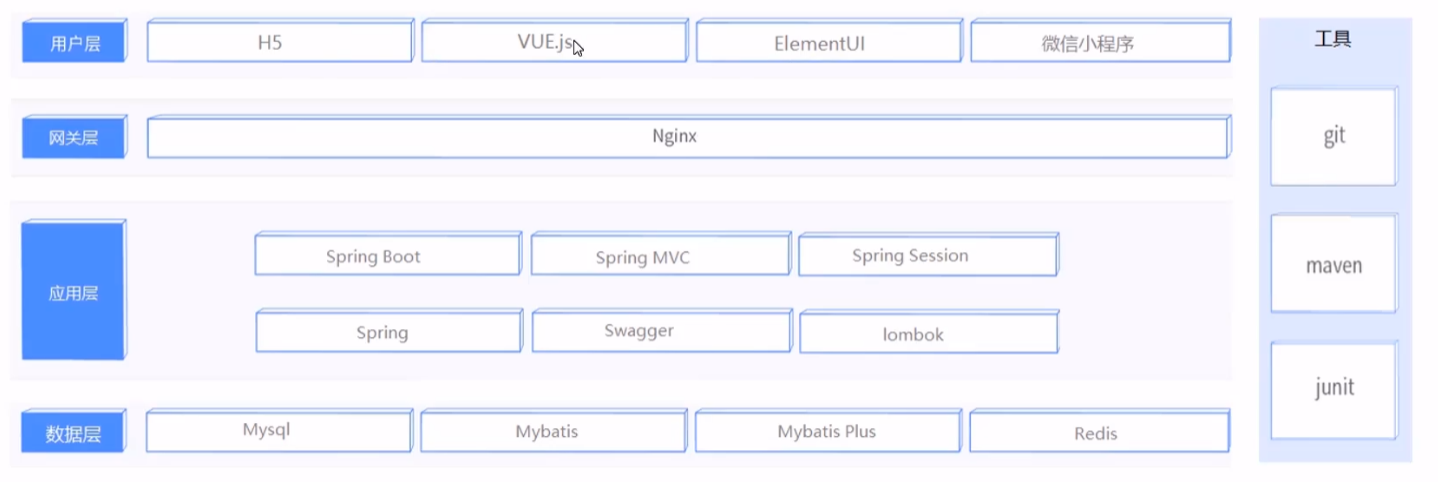 用户层
H5
VUE.js
ElementUI
微信小程序
网关层
Nginx
应用层
Spring Boot
Spring MVC
Spring Session
Spring
Swagger
lombok
数据层
Mysql
Mybatis
Mybatis Plus
Redis
工具
git
maven
junit